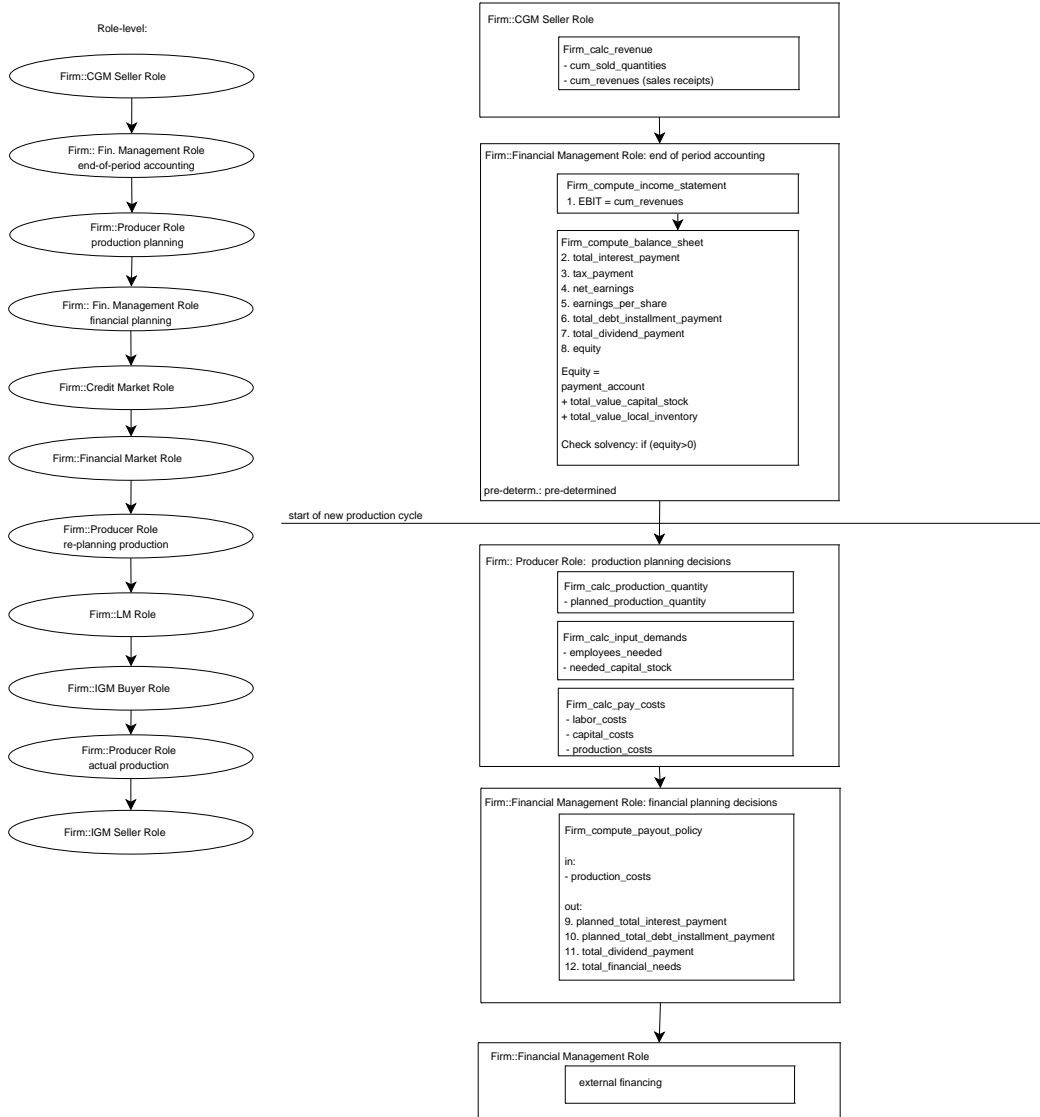 Role-level:
Firm::CGM Seller Role
Firm:: Fin. Management Role
end-of-period accounting
Firm::Producer Role
production planning
Firm:: Fin. Management Role
financial planning
Firm::Credit Market Role
Firm::Financial Market Role
Firm::Producer Role
re-planning production
Firm::LM Role
Firm::IGM Buyer Role
Firm::Producer Role
actual production
Firm::IGM Seller Role
Firm::CGM Seller Role
Firm_calc_revenue
- cum_sold_quantities
- cum_revenues (sales receipts)
Firm::Financial Management Role: end of period accounting
Firm_compute_income_statement
1. EBIT = cum_revenues
Firm_compute_balance_sheet
2. total_interest_payment
3. tax_payment
4. net_earnings
5. earnings_per_share
6. total_debt_installment_payment
7. total_dividend_payment
8. equity
Equity =
payment_account
+ total_value_capital_stock
+ total_value_local_inventory
Check solvency: if (equity>0)
pre-determ.: pre-determined
start of new production cycle
Firm:: Producer Role:  production planning decisions
Firm_calc_production_quantity
- planned_production_quantity
Firm_calc_input_demands
- employees_needed
- needed_capital_stock
Firm_calc_pay_costs
- labor_costs
- capital_costs
- production_costs
Firm::Financial Management Role: financial planning decisions
Firm_compute_payout_policy
in:
- production_costs
out:
9. planned_total_interest_payment
10. planned_total_debt_installment_payment
11. total_dividend_payment
12. total_financial_needs
Firm::Financial Management Role
external financing